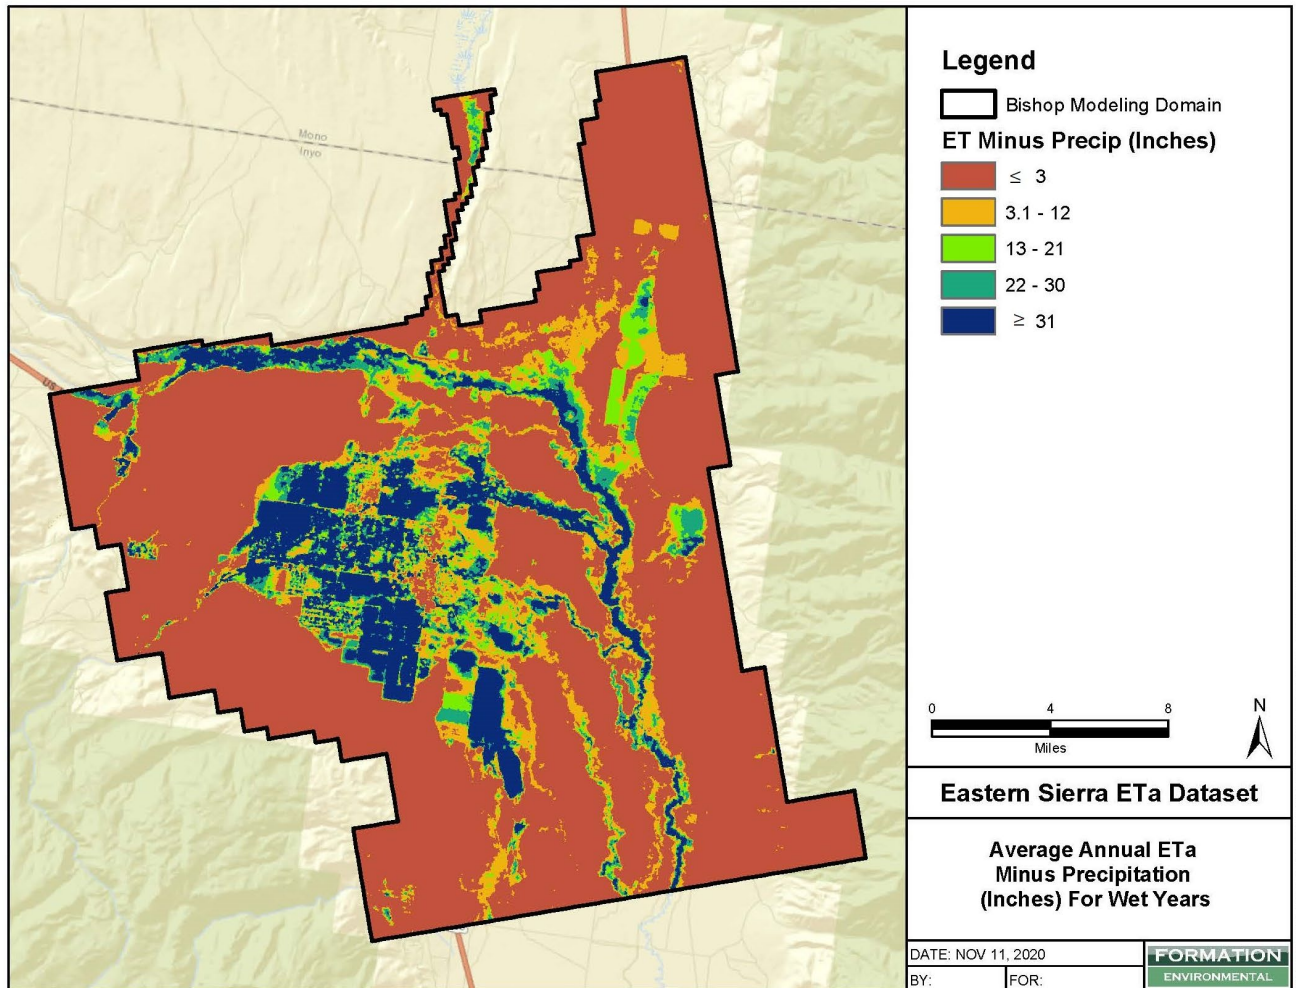 Mono
Inyo
US
Legend
Bishop Modeling Domain
ET Minus Precip (Inches)
≤ 3
3.1 - 12
13 - 21
22 - 30
≥ 31
0 4 8
Miles
N
Eastern Sierra ETa Dataset
Average Annual ETa
Minus Precipitation
(Inches) For Wet Years
DATE: NOV 11, 2020
BY: FOR:
FORMATION
ENVIRONMENTAL